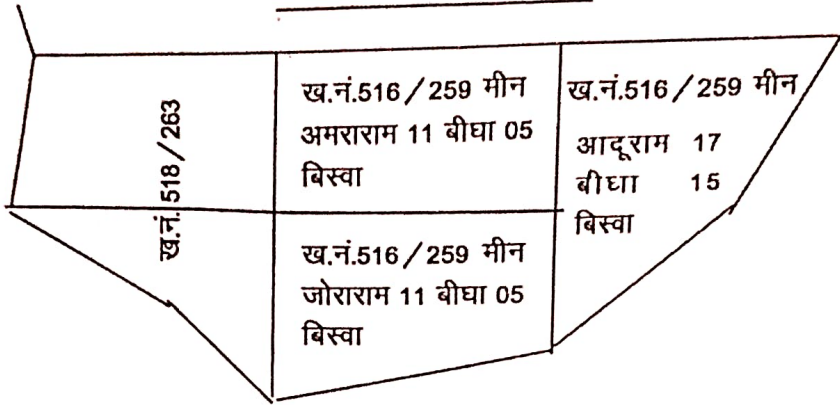 ख.नं. 518/263
ख.नं.516/259 मीन
अमराराम 11 बीघा 05
बिस्वा
ख.नं.516/259 मीन
आदूराम 17
बीघा 15
बिस्वा
ख.नं.516/259 मीन
जोराराम 11 बीघा 05
बिस्वा